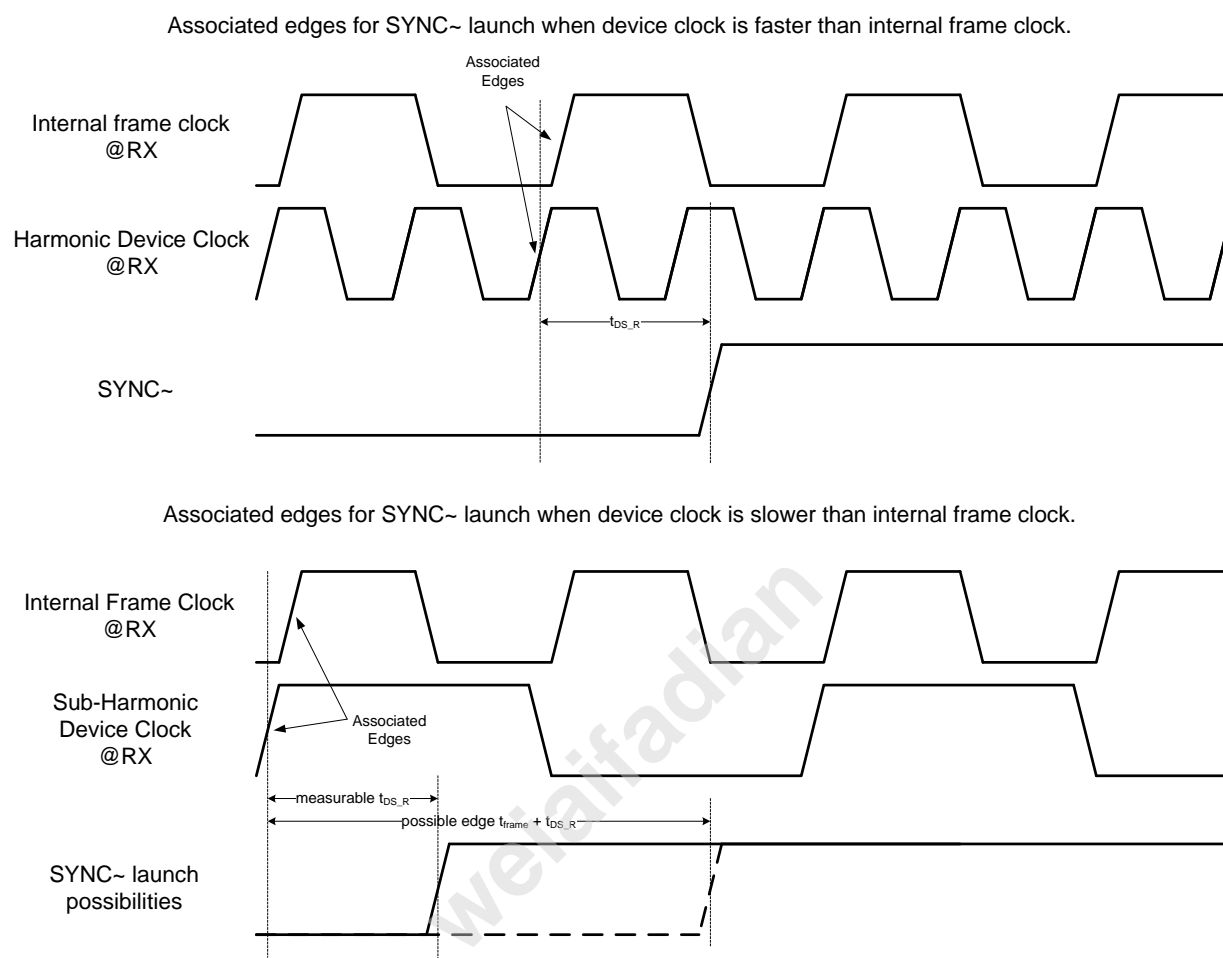 Associated edges for SYNC~ launch when device clock is faster than internal frame clock.
Associated
Edges
Internal frame clock
@RX
Harmonic Device Clock
@RX
tDS_R
SYNC~
Associated edges for SYNC~ launch when device clock is slower than internal frame clock.
Internal Frame Clock
@RX
Sub-Harmonic
Device Clock
@RX
Associated
Edges
measurable tDS_R
possible edge tframe + tDS_R
SYNC~ launch
possibilities
weiaifadian